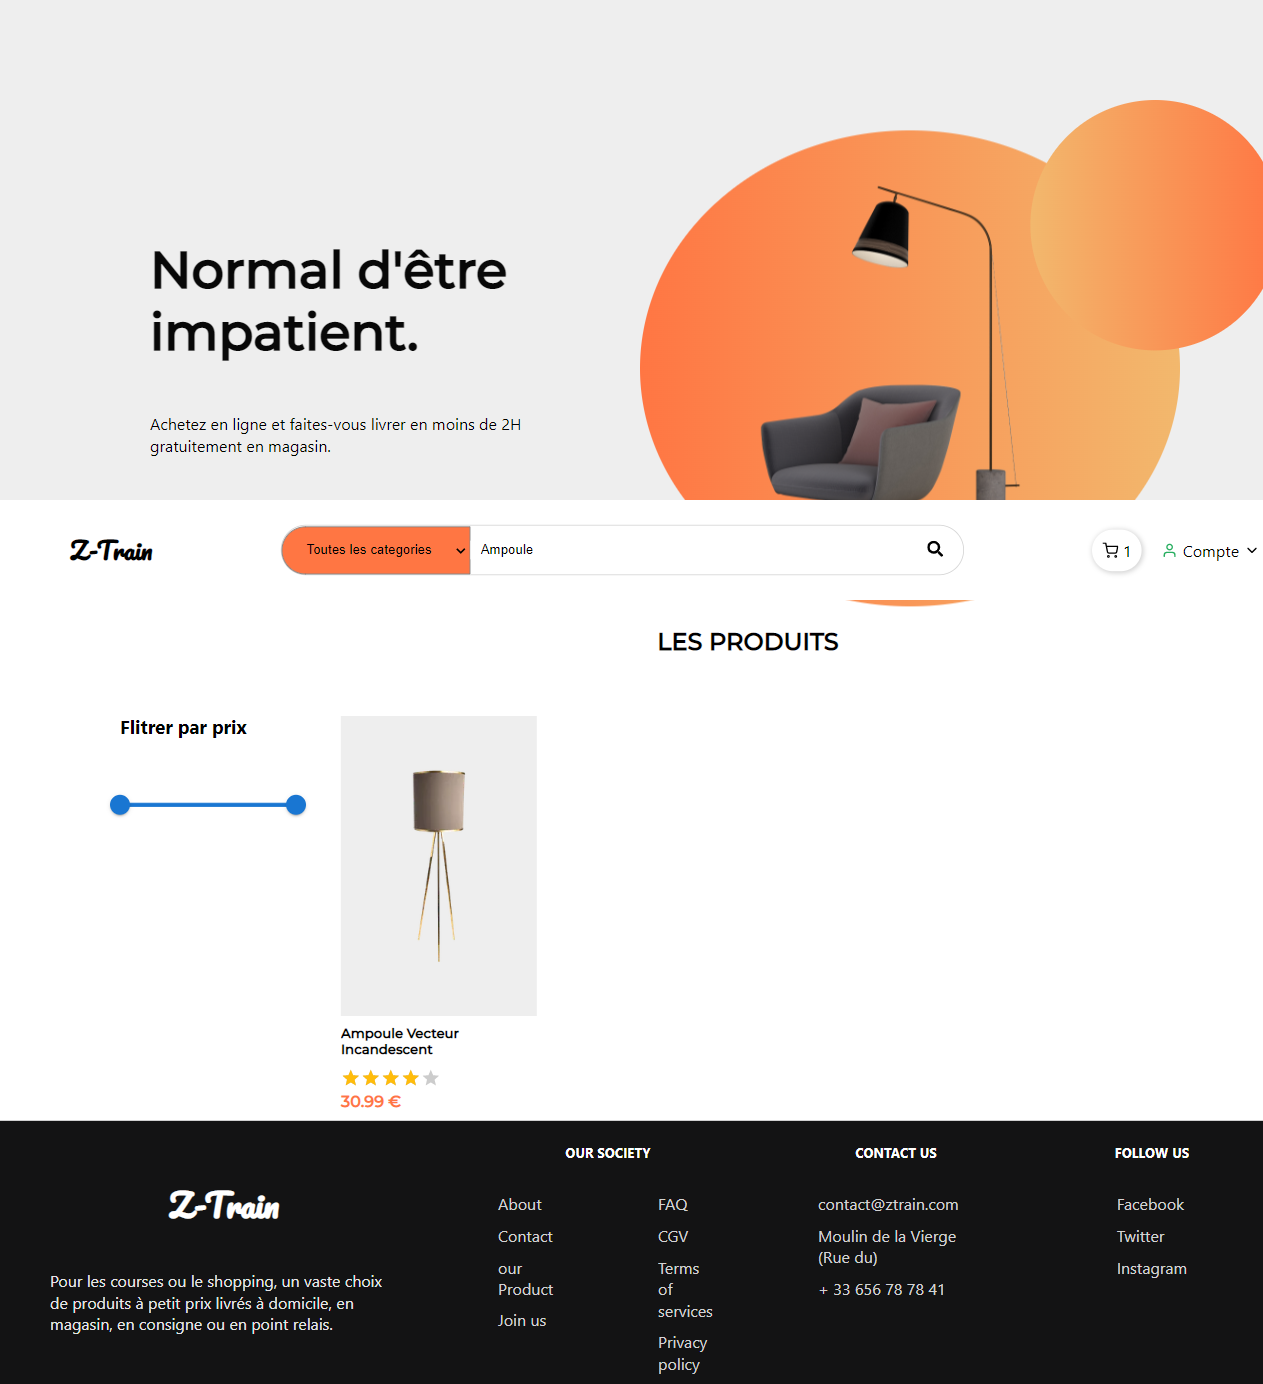 Normal d'être
impatient.
Achetez en ligne et faites-vous livrer en moins de 2H
gratuitement en magasin.
Z-Train
Toutes les categories
Ampoule
1
Compte
LES PRODUITS
Flitrer par prix
Ampoule Vecteur
Incandescent
30.99 €
Z-Train
Pour les courses ou le shopping, un vaste choix
de produits à petit prix livrés à domicile, en
magasin, en consigne ou en point relais.
OUR SOCIETY
About
Contact
our
Product
Join us
FAQ
CGV
Terms
of
services
Privacy
policy
CONTACT US
contact@ztrain.com
Moulin de la Vierge
(Rue du)
+ 33 656 78 78 41
FOLLOW US
Facebook
Twitter
Instagram